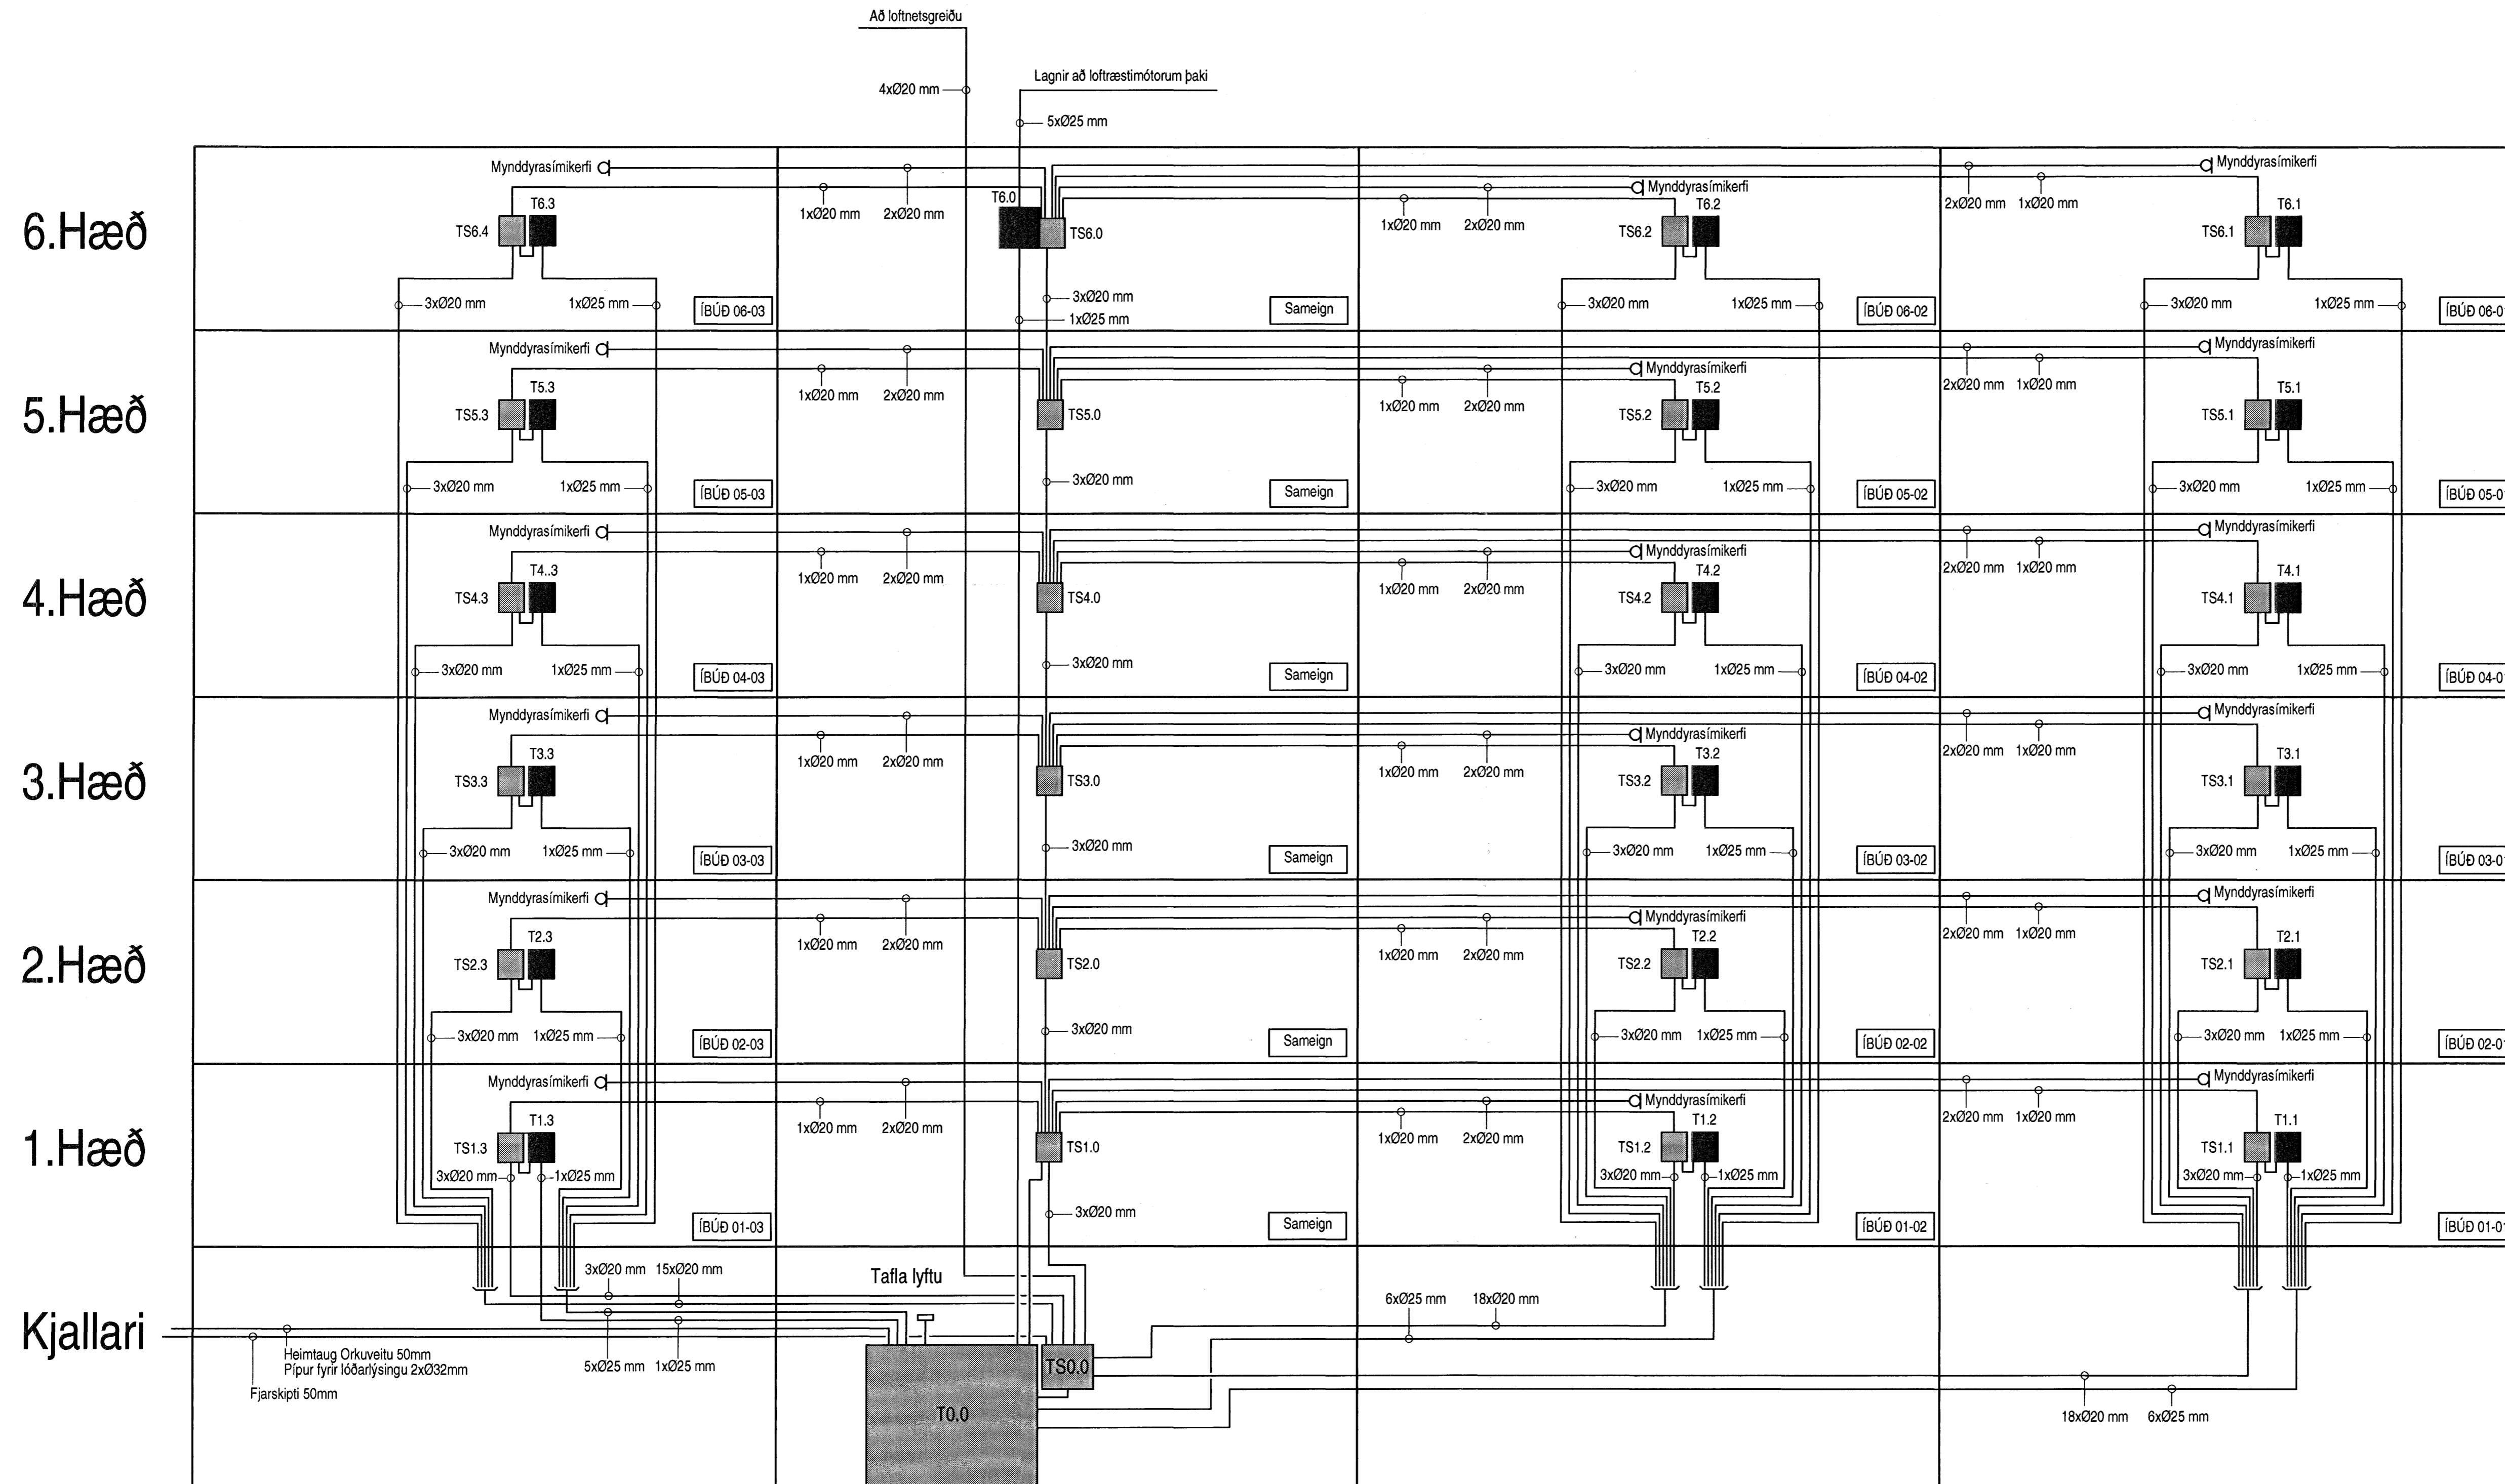 Að loftnetsgreiðu
4xØ20 mm
Lagnir að loftræstimótorum þaki
5xØ25 mm
6.Hæð
Mynddyrasímikerfi
T6.3
TS6.4
1xØ20 mm
2xØ20 mm
T6.0
TS6.0
Mynddyrasímikerfi
1xØ20 mm
2xØ20 mm
T6.2
TS6.2
Mynddyrasímikerfi
2xØ20 mm
1xØ20 mm
T6.1
TS6.1
3xØ20 mm
1xØ25 mm
ÍBÚÐ 06-03
3xØ20 mm
1xØ25 mm
Sameign
3xØ20 mm
1xØ25 mm
ÍBÚÐ 06-02
3xØ20 mm
1xØ25 mm
ÍBÚÐ 06-0
5.Hæð
Mynddyrasímikerfi
T5.3
TS5.3
1xØ20 mm
2xØ20 mm
TS5.0
Mynddyrasímikerfi
1xØ20 mm
2xØ20 mm
T5.2
TS5.2
Mynddyrasímikerfi
2xØ20 mm
1xØ20 mm
T5.1
TS5.1
3xØ20 mm
1xØ25 mm
ÍBÚÐ 05-03
3xØ20 mm
Sameign
3xØ20 mm
1xØ25 mm
ÍBÚÐ 05-02
3xØ20 mm
1xØ25 mm
ÍBÚÐ 05-0
4.Hæð
Mynddyrasímikerfi
T4..3
TS4.3
1xØ20 mm
2xØ20 mm
TS4.0
Mynddyrasímikerfi
1xØ20 mm
2xØ20 mm
T4.2
TS4.2
Mynddyrasímikerfi
2xØ20 mm
1xØ20 mm
T4.1
TS4.1
3xØ20 mm
1xØ25 mm
ÍBÚÐ 04-03
3xØ20 mm
Sameign
3xØ20 mm
1xØ25 mm
ÍBÚÐ 04-02
3xØ20 mm
1xØ25 mm
ÍBÚÐ 04-0
3.Hæð
Mynddyrasímikerfi
T3.3
TS3.3
1xØ20 mm
2xØ20 mm
TS3.0
Mynddyrasímikerfi
1xØ20 mm
2xØ20 mm
T3.2
TS3.2
Mynddyrasímikerfi
2xØ20 mm
1xØ20 mm
T3.1
TS3.1
3xØ20 mm
1xØ25 mm
ÍBÚÐ 03-03
3xØ20 mm
Sameign
3xØ20 mm
1xØ25 mm
ÍBÚÐ 03-02
3xØ20 mm
1xØ25 mm
ÍBÚÐ 03-0
2.Hæð
Mynddyrasímikerfi
T2.3
TS2.3
1xØ20 mm
2xØ20 mm
TS2.0
Mynddyrasímikerfi
1xØ20 mm
2xØ20 mm
T2.2
TS2.2
Mynddyrasímikerfi
2xØ20 mm
1xØ20 mm
T2.1
TS2.1
3xØ20 mm
1xØ25 mm
ÍBÚÐ 02-03
3xØ20 mm
Sameign
3xØ20 mm
1xØ25 mm
ÍBÚÐ 02-02
3xØ20 mm
1xØ25 mm
ÍBÚÐ 02-0
1.Hæð
Mynddyrasímikerfi
T1.3
TS1.3
1xØ20 mm
2xØ20 mm
TS1.0
Mynddyrasímikerfi
1xØ20 mm
2xØ20 mm
T1.2
TS1.2
Mynddyrasímikerfi
2xØ20 mm
1xØ20 mm
T1.1
TS1.1
3xØ20 mm
1xØ25 mm
ÍBÚÐ 01-03
3xØ20 mm
Sameign
3xØ20 mm
1xØ25 mm
ÍBÚÐ 01-02
3xØ20 mm
1xØ25 mm
ÍBÚÐ 01-0
Kjallari
3xØ20 mm
15xØ20 mm
Tafla lyftu
6xØ25 mm
18xØ20 mm
Heimtaug Orkuveitu 50mm
Pípur fyrir lóðarlýsingu 2xØ32mm
5xØ25 mm
1xØ25 mm
TS0.0
Fjarskipti 50mm
T0.0
18xØ20 mm
6xØ25 mm